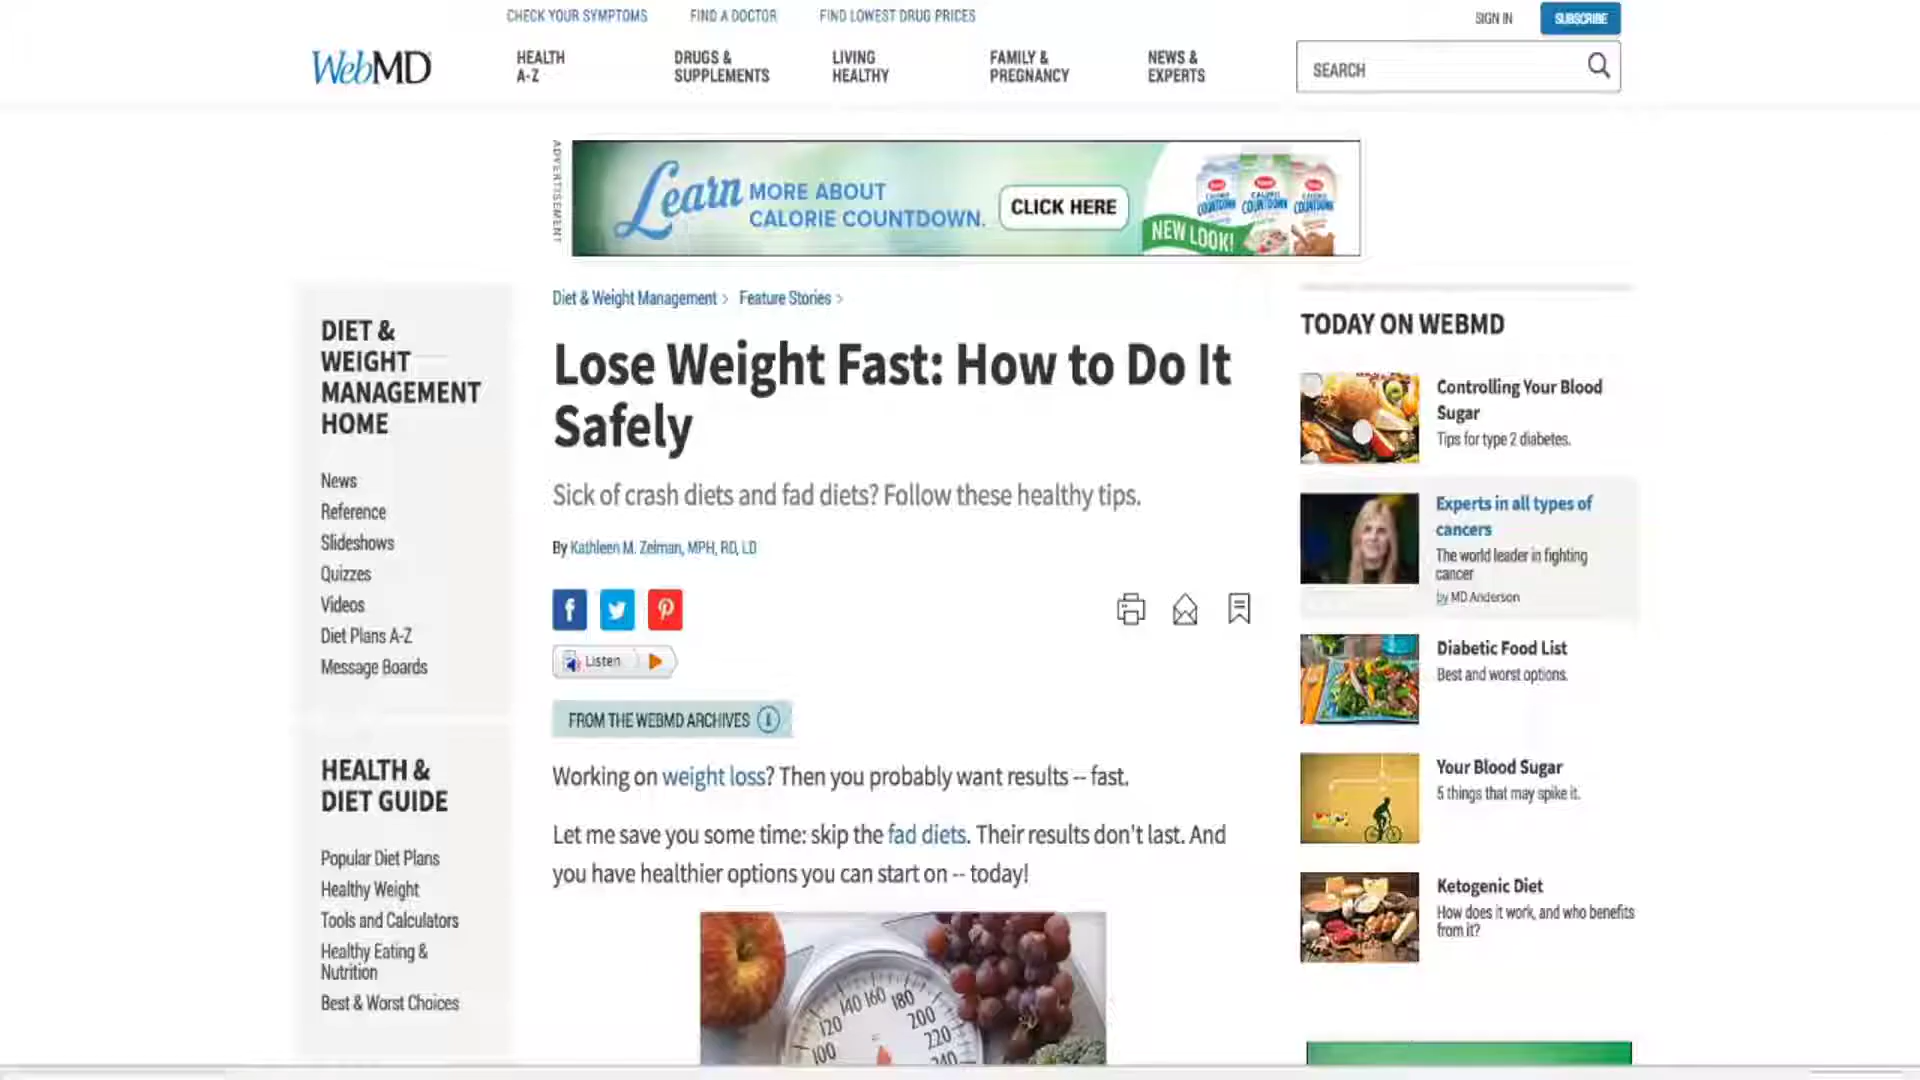 CHECK YOUR SYMPTOMS FIND A DOCTOR FIND LOWEST DRUG PRICES
SIGN IN
SUBSCRIBE
WebMD
HEALTH
A-Z
DRUGS &
SUPPLEMENTS
LIVING
HEALTHY
FAMILY &
PREGNANCY
NEWS &
EXPERTS
SEARCH
ADVERTISEMENT
Learn MORE ABOUT
CALORIE COUNTDOWN.
CLICK HERE
CALORIE COUNTDOWN
CALORIE COUNTDOWN
CALORIE COUNTDOWN
NEW LOOK!
DIET &
WEIGHT
MANAGEMENT
HOME
News
Reference
Slideshows
Quizzes
Videos
Diet Plans A-Z
Message Boards
HEALTH &
DIET GUIDE
Popular Diet Plans
Healthy Weight
Tools and Calculators
Healthy Eating &
Nutrition
Best & Worst Choices
Diet & Weight Management > Feature Stories >
Lose Weight Fast: How to Do It
Safely
Sick of crash diets and fad diets? Follow these healthy tips.
By Kathleen M. Zelman, MPH, RD, LD
Listen
FROM THE WEBMD ARCHIVES
Working on weight loss? Then you probably want results -- fast.
Let me save you some time: skip the fad diets. Their results don't last. And
you have healthier options you can start on -- today!
100 120 140 160 180 200 220 240
TODAY ON WEBMD
Controlling Your Blood
Sugar
Tips for type 2 diabetes.
Experts in all types of
cancers
The world leader in fighting
cancer
by MD Anderson
Diabetic Food List
Best and worst options.
Your Blood Sugar
5 things that may spike it.
Ketogenic Diet
How does it work, and who benefits
from it?